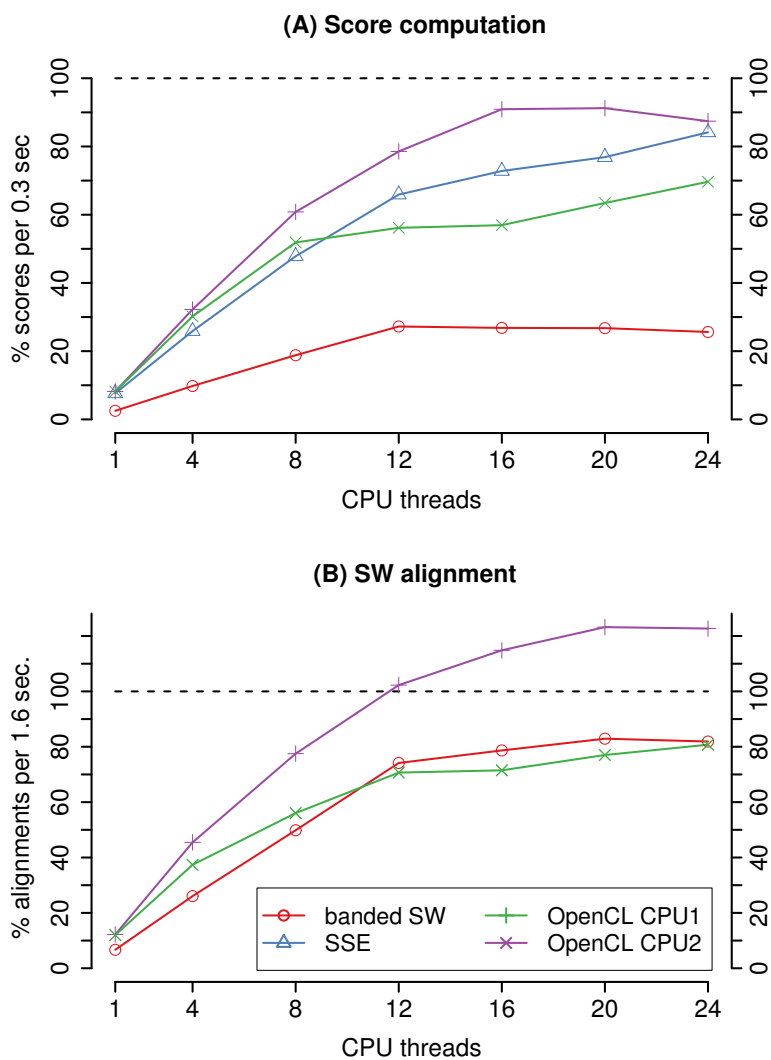 (A) Score computation
% scores per 0.3 sec
0 20 40 60 80 100
0 20 40 60 80 100
1 4 8 12 16 20 24
CPU threads
(B) SW alignment
% alignments per 1.6 sec.
0 20 40 60 80 100
0 20 40 60 80 100
banded SW
SSE
OpenCL CPU1
OpenCL CPU2
1 4 8 12 16 20 24
CPU threads